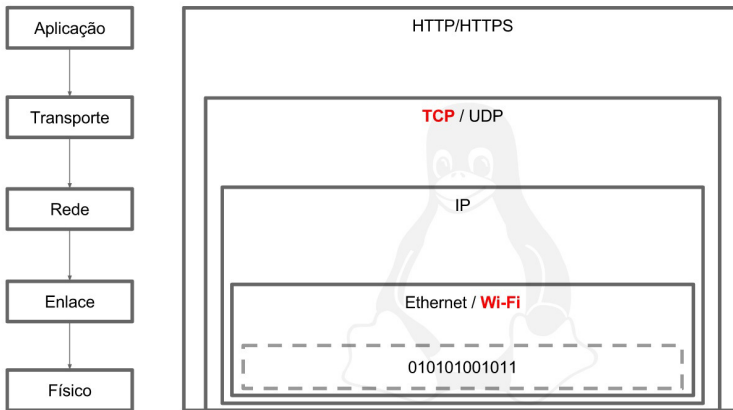 Aplicação
HTTP/HTTPS
Transporte
TCP / UDP
Rede
IP
Enlace
Ethernet / Wi-Fi
010101001011
Físico